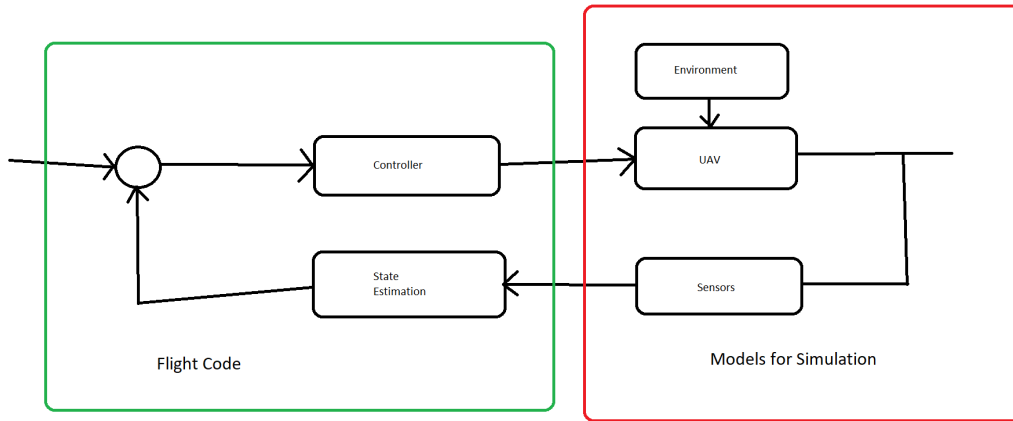 Environment
Controller
UAV
State
Estimation
Sensors
Flight Code
Models for Simulation